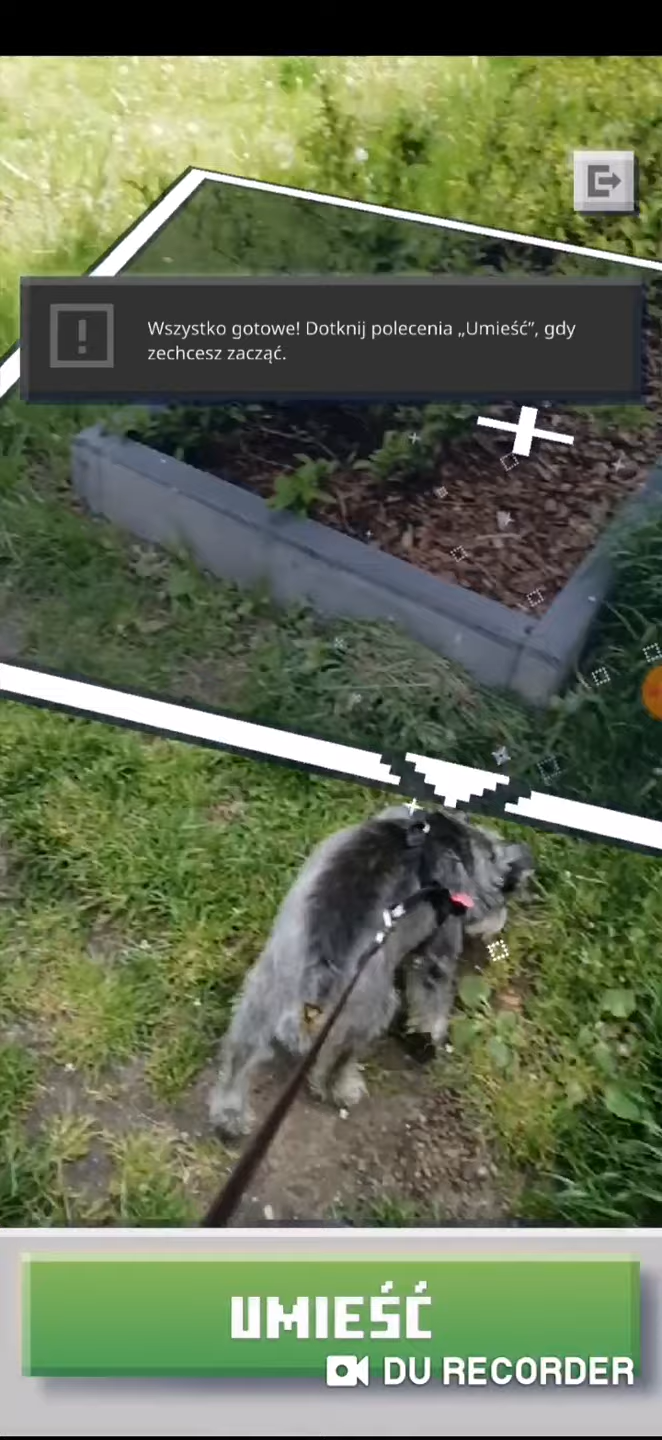 Wszystko gotowe! Dotknij polecenia „Umieść”, gdy
zechcesz zacząć.
UMIEŚĆ
DU RECORDER